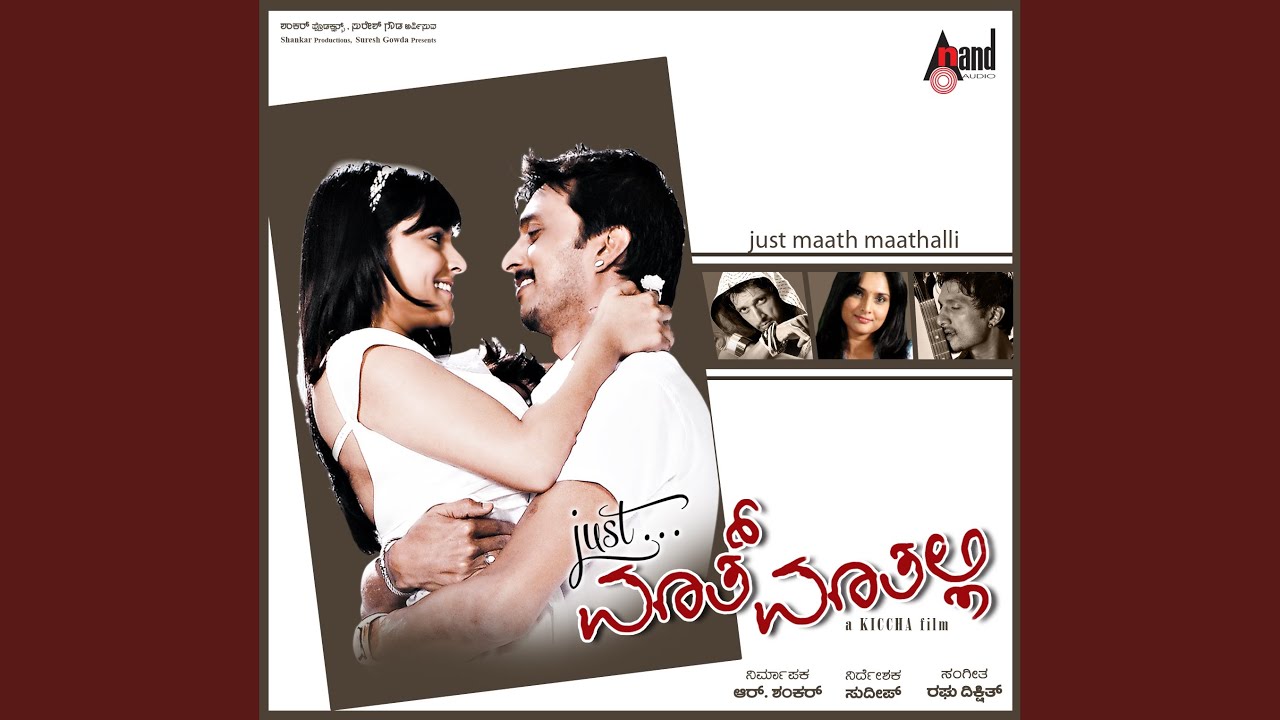 ಶಂಕರ್ ಪ್ರೊಡಕ್ಷನ್ಸ್, ಸುರೇಶ್ ಗೌಡ ಅರ್ಪಿಸುವ
Shankar Productions, Suresh Gowda Presents
Anand
AUDIO
just maath maathalli
just...
ಮಾತ್ ಮಾತಲ್ಲಿ
a KICCHA film
ನಿರ್ಮಾಪಕ
ಆರ್. ಶಂಕರ್
ನಿರ್ದೇಶಕ
ಸುದೀಪ್
ಸಂಗೀತ
ರಘು ದಿಕ್ಷಿತ್